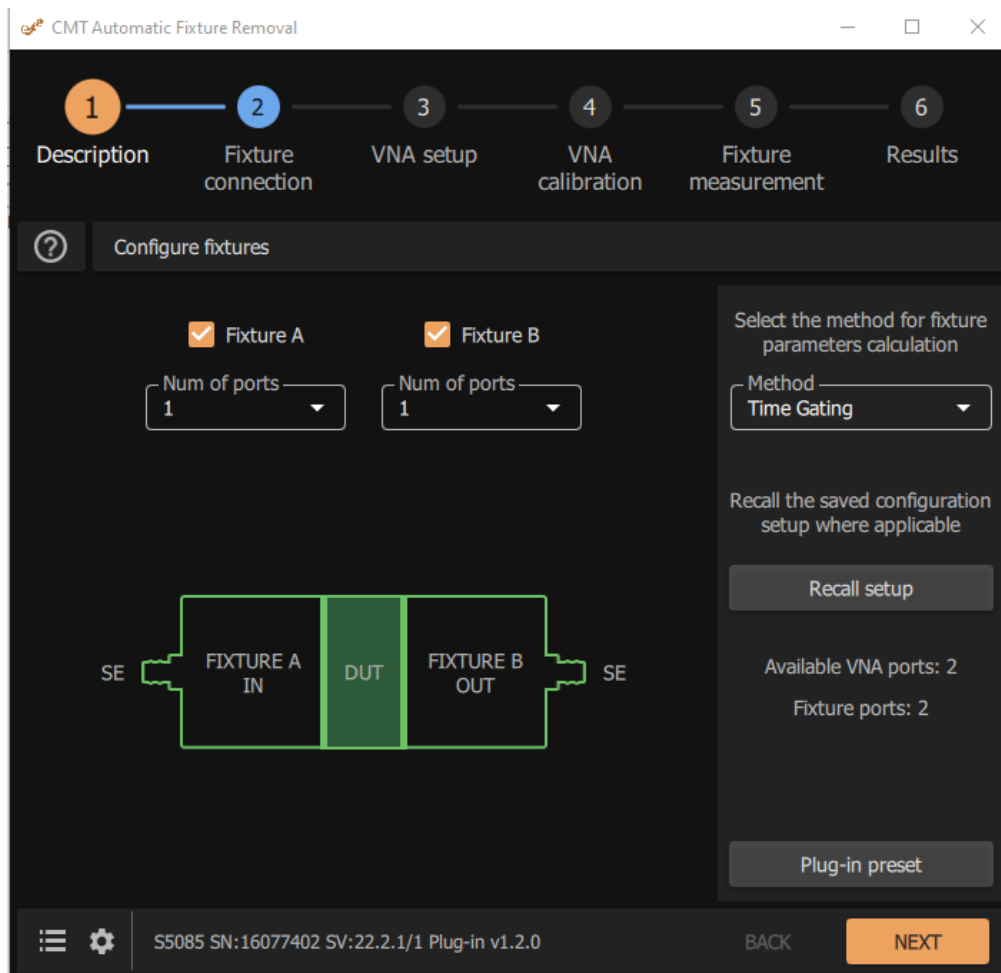 CMT Automatic Fixture Removal
1
2
3
4
5
6
Description
Fixture
connection
VNA setup
VNA
calibration
Fixture
measurement
Results
?
Configure fixtures
Fixture A
Fixture B
Num of ports
1
Num of ports
1
Select the method for fixture
parameters calculation
Method
Time Gating
Recall the saved configuration
setup where applicable
Recall setup
SE
FIXTURE A
IN
DUT
FIXTURE B
OUT
SE
Available VNA ports: 2
Fixture ports: 2
Plug-in preset
S5085 SN:16077402 SV:22.2.1/1 Plug-in v1.2.0
BACK
NEXT